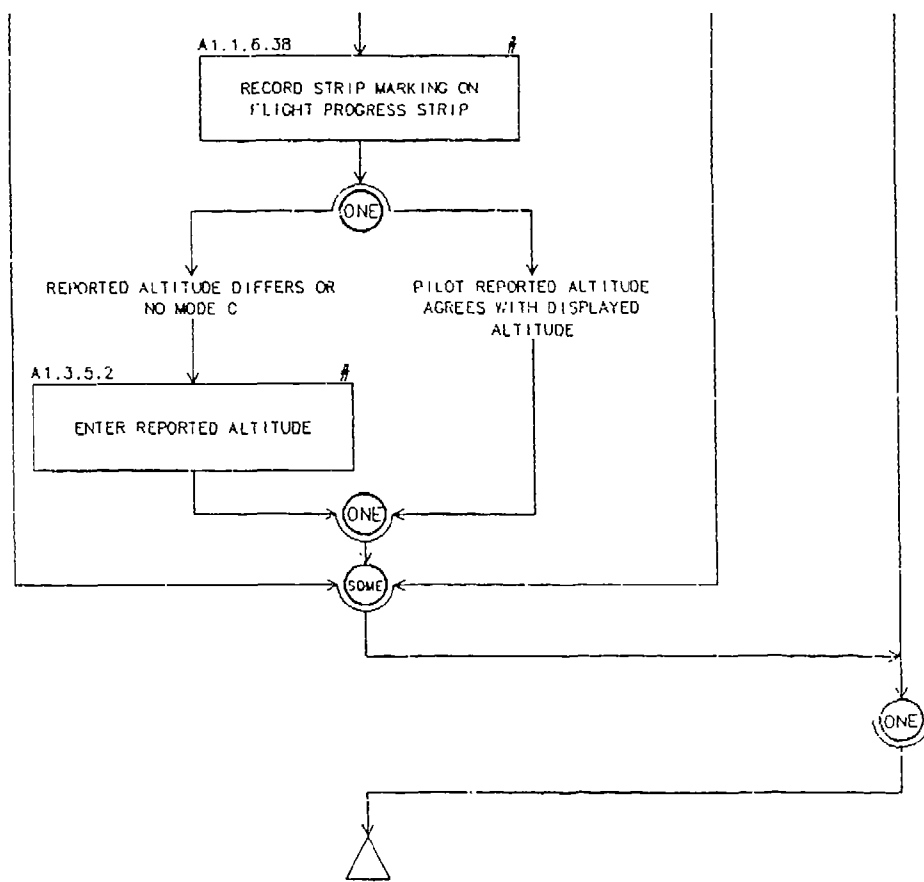 A1.1.6.38
#
RECORD STRIP MARKING ON
FLIGHT PROGRESS STRIP
ONE
REPORTED ALTITUDE DIFFERS OR
NO MODE C
PILOT REPORTED ALTITUDE
AGREES WITH DISPLAYED
ALTITUDE
A1.3.5.2
#
ENTER REPORTED ALTITUDE
ONE
SOME
ONE